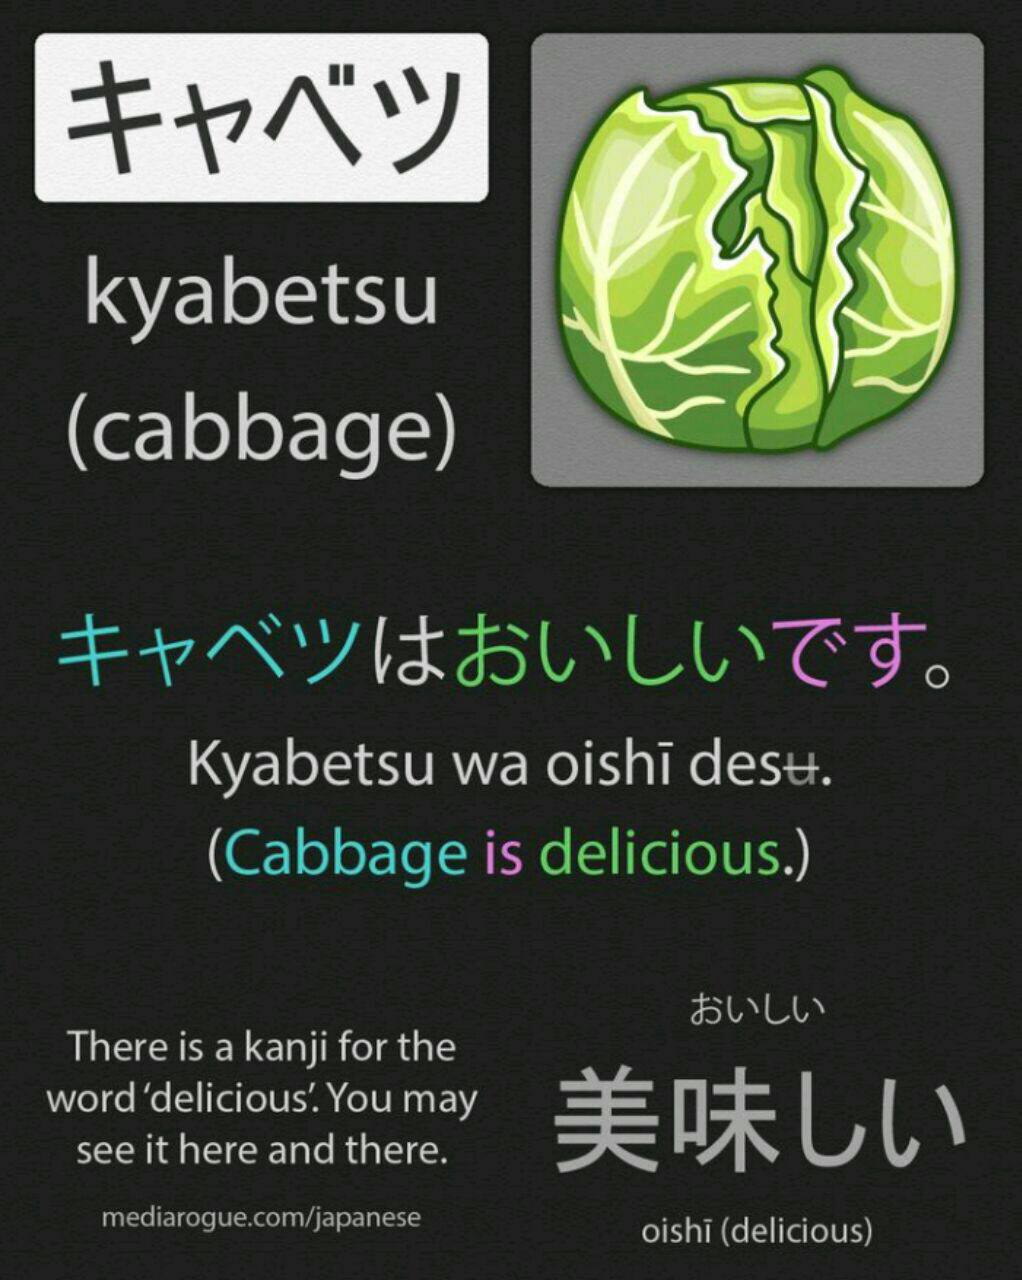 キャベツ
kyabetsu
(cabbage)
キャベツはおいしいです。
Kyabetsu wa oishī desu.
(Cabbage is delicious.)
There is a kanji for the
word ‘delicious’. You may
see it here and there.
mediarogue.com/japanese
おいしい
美味しい
oishī (delicious)